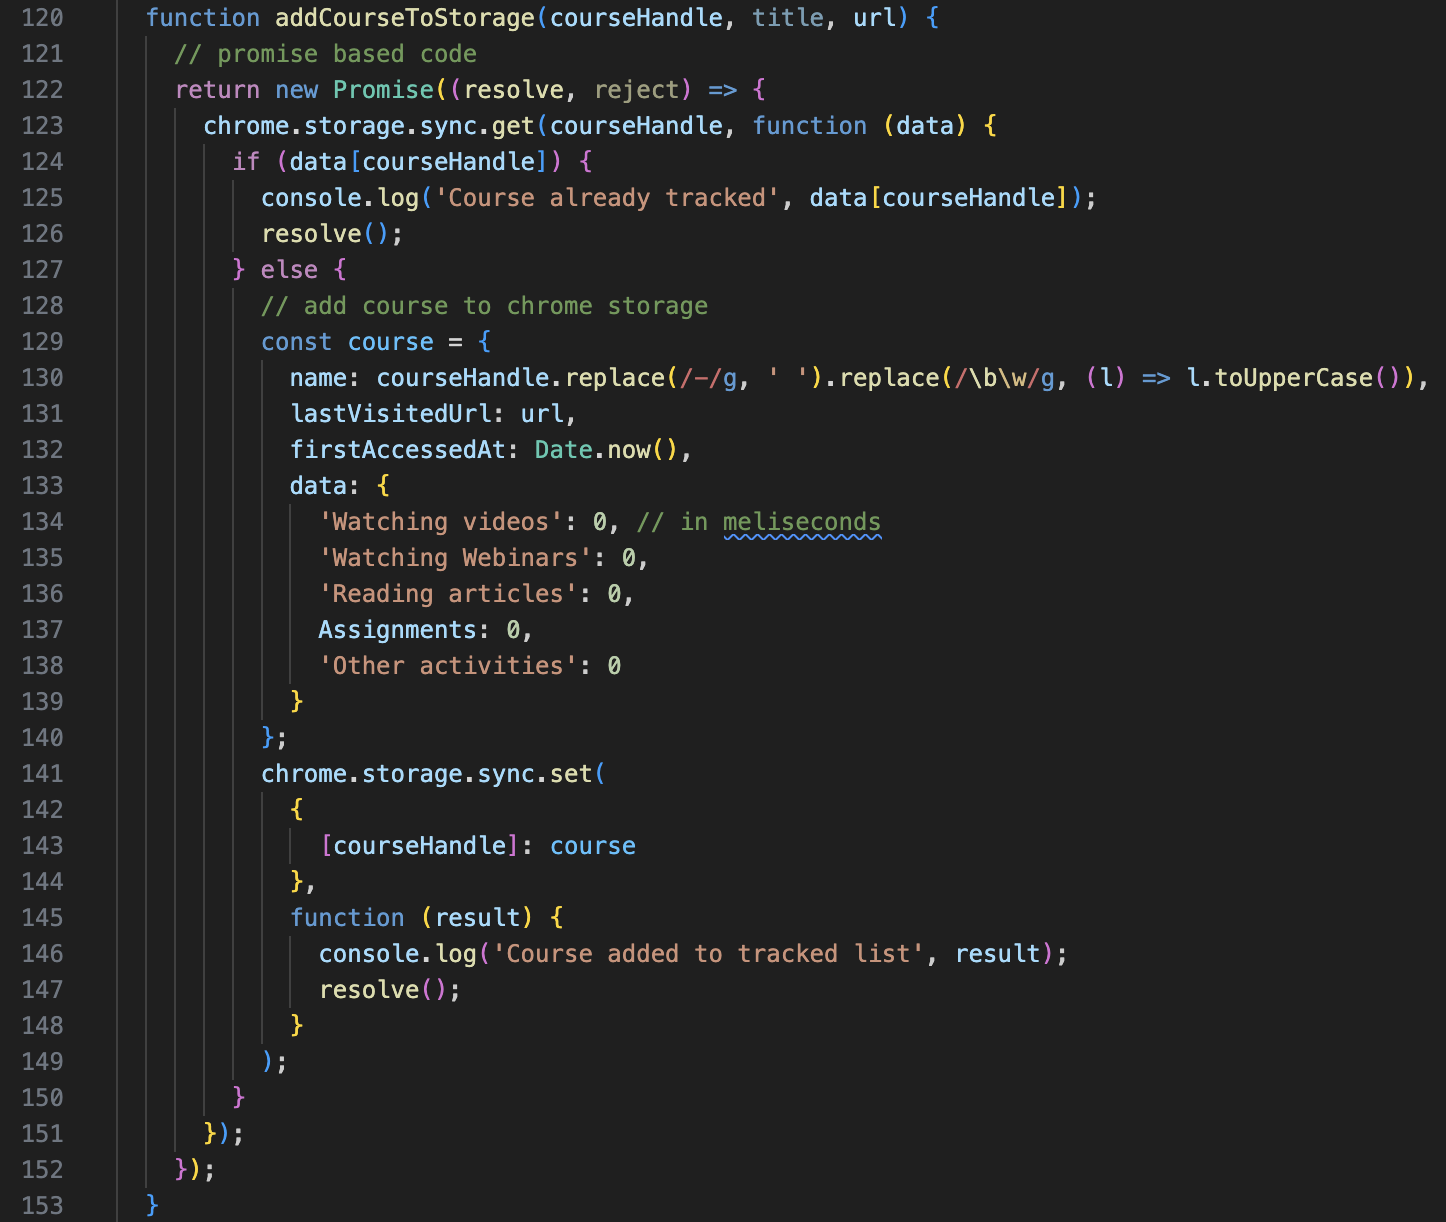 120 function addCourseToStorage(courseHandle, title, url) {
121 // promise based code
122 return new Promise((resolve, reject) => {
123 chrome.storage.sync.get(courseHandle, function (data) {
124 if (data[courseHandle]) {
125 console.log('Course already tracked', data[courseHandle]);
126 resolve();
127 } else {
128 // add course to chrome storage
129 const course = {
130 name: courseHandle.replace(/-/g, ' ').replace(/\b\w/g, (l) => l.toUpperCase()),
131 lastVisitedUrl: url,
132 firstAccessedAt: Date.now(),
133 data: {
134 'Watching videos': 0, // in meliseconds
135 'Watching Webinars': 0,
136 'Reading articles': 0,
137 Assignments: 0,
138 'Other activities': 0
139 }
140 };
141 chrome.storage.sync.set(
142 {
143 [courseHandle]: course
144 },
145 function (result) {
146 console.log('Course added to tracked list', result);
147 resolve();
148 }
149 );
150 }
151 });
152 });
153 }